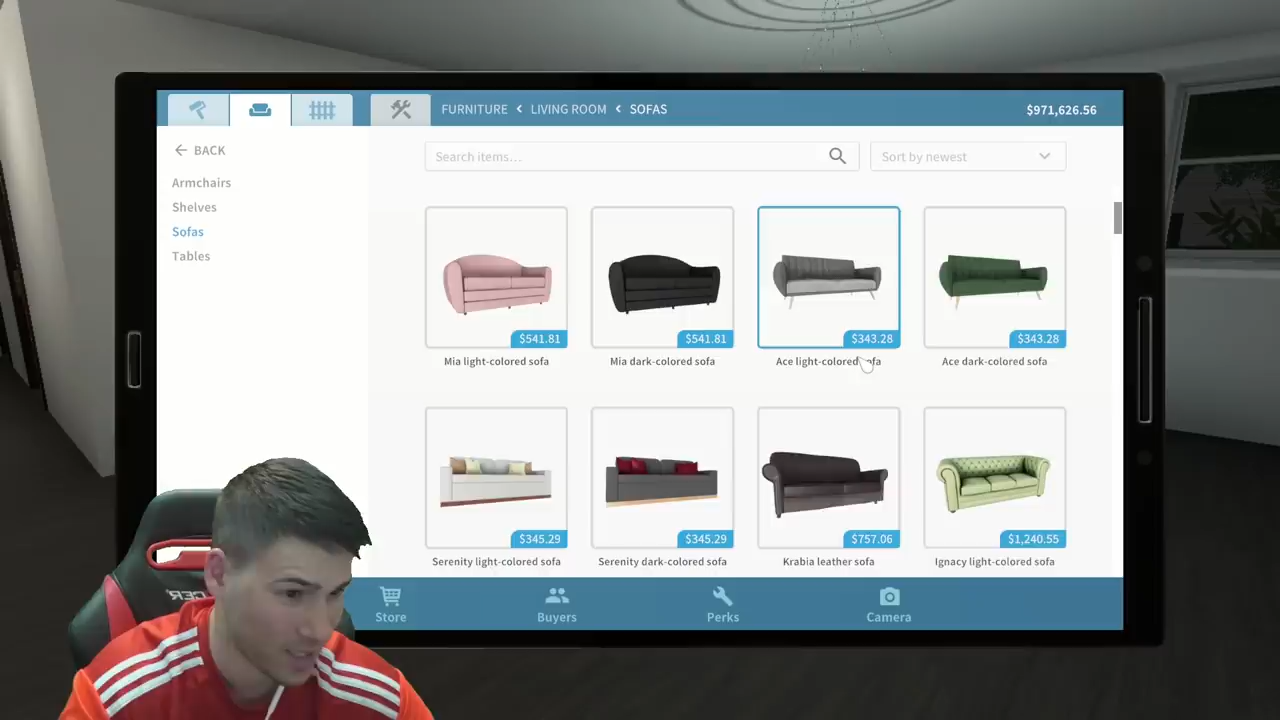 FURNITURE < LIVING ROOM < SOFAS
$971,626.56
BACK
Search items...
Sort by newest
Armchairs
Shelves
Sofas
Tables
$541.81
$541.81
$343.28
$343.28
Mia light-colored sofa
Mia dark-colored sofa
Ace light-colored sofa
Ace dark-colored sofa
$345.29
$345.29
$757.06
$1,240.55
Serenity light-colored sofa
Serenity dark-colored sofa
Krabia leather sofa
Ignacy light-colored sofa
Store
Buyers
Perks
Camera